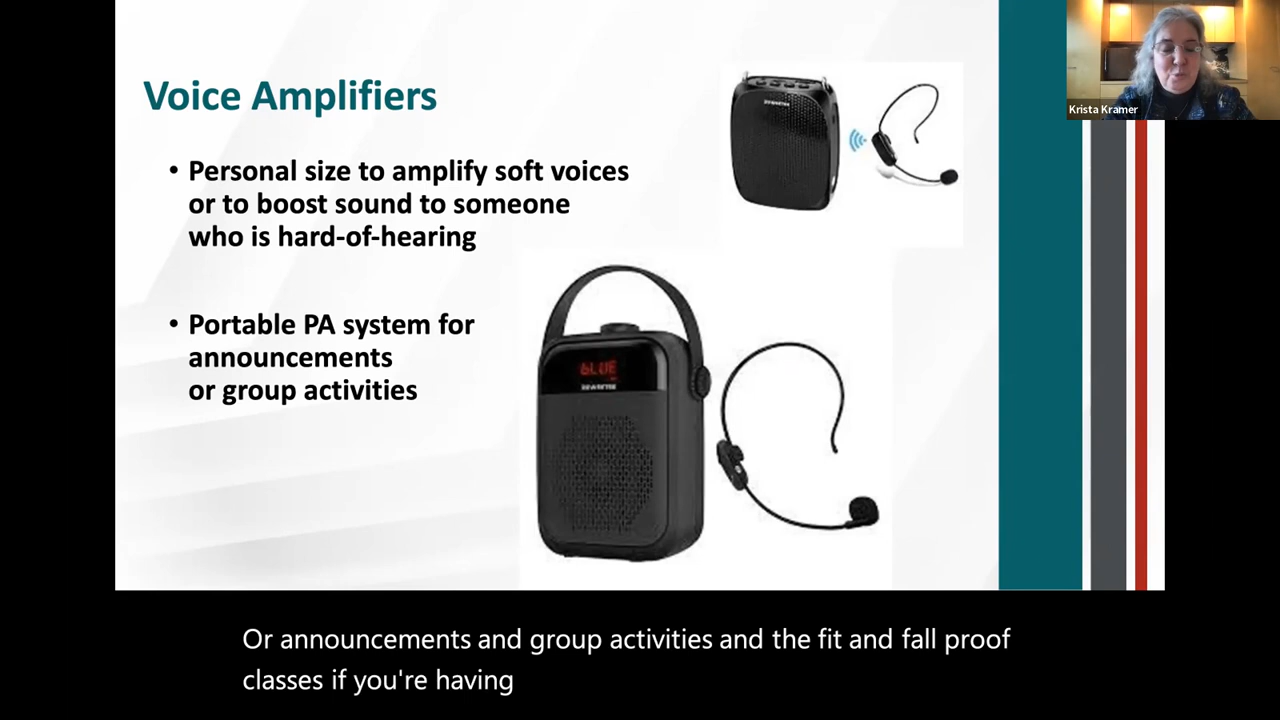 Voice Amplifiers
• Personal size to amplify soft voices
or to boost sound to someone
who is hard-of-hearing
• Portable PA system for
announcements
or group activities
BLUE
Krista Kramer
Or announcements and group activities and the fit and fall proof
classes if you're having